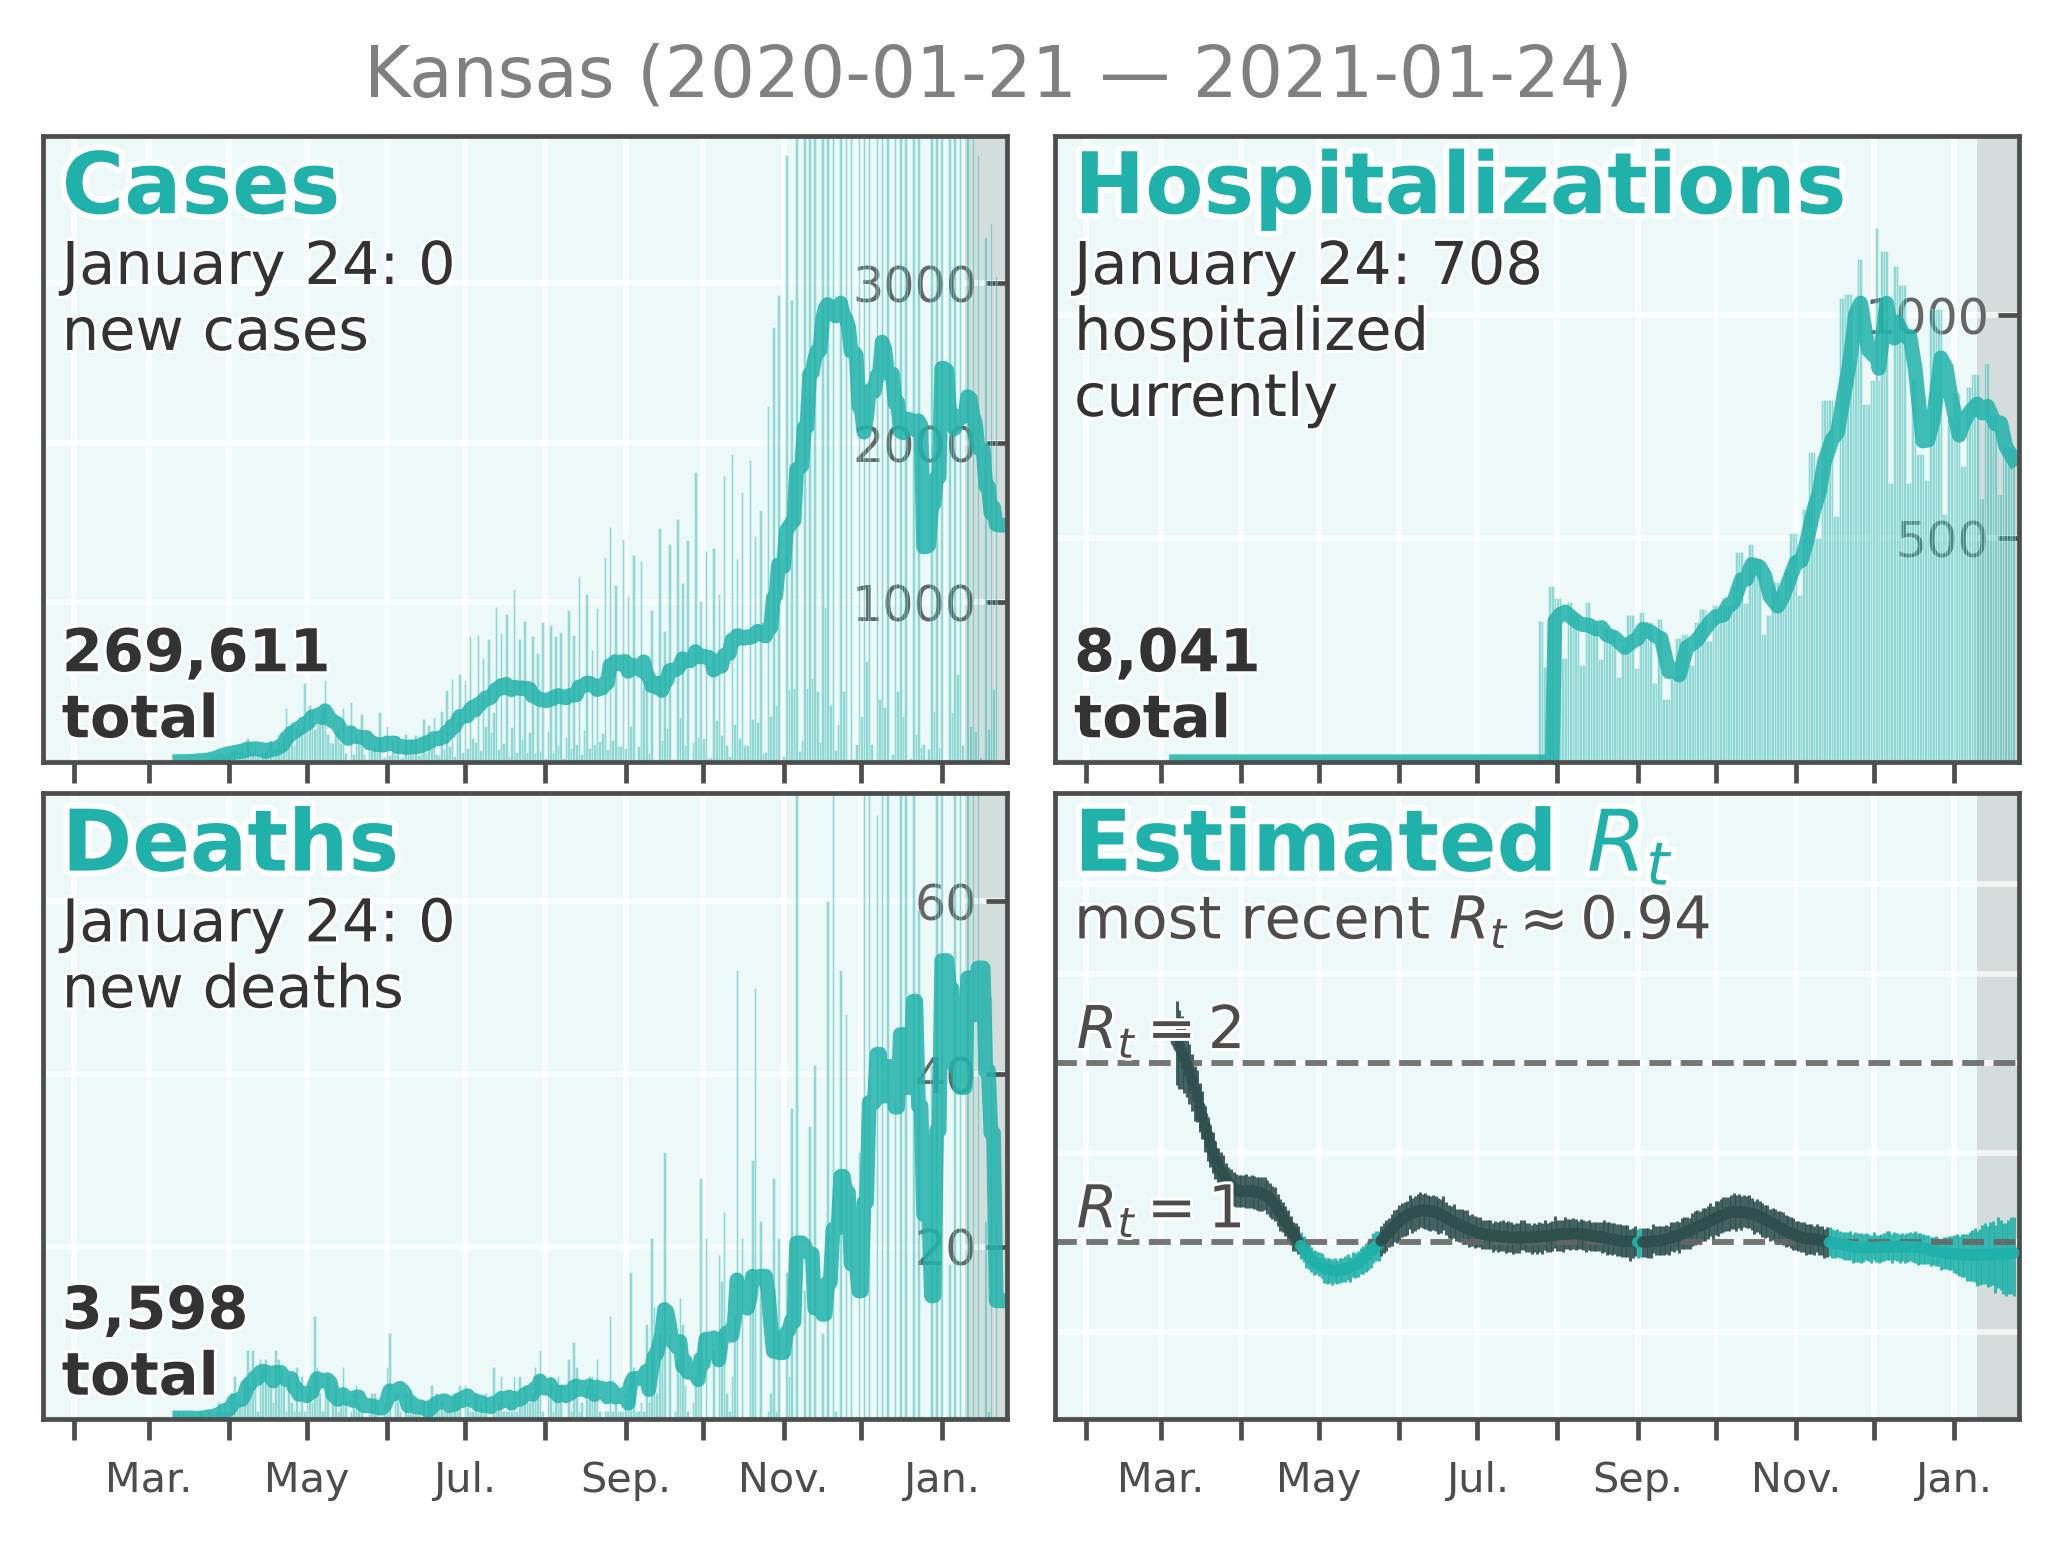 Kansas (2020-01-21 — 2021-01-24)
Cases
January 24: 0
new cases
3000
2000
1000
269,611
total
Hospitalizations
January 24: 708
hospitalized
currently
1000
500
8,041
total
Deaths
January 24: 0
new deaths
60
40
20
3,598
total
Mar. May Jul. Sep. Nov. Jan.
Estimated Rₜ
most recent Rₜ ≈ 0.94
Rₜ = 2
Rₜ = 1
Mar. May Jul. Sep. Nov. Jan.